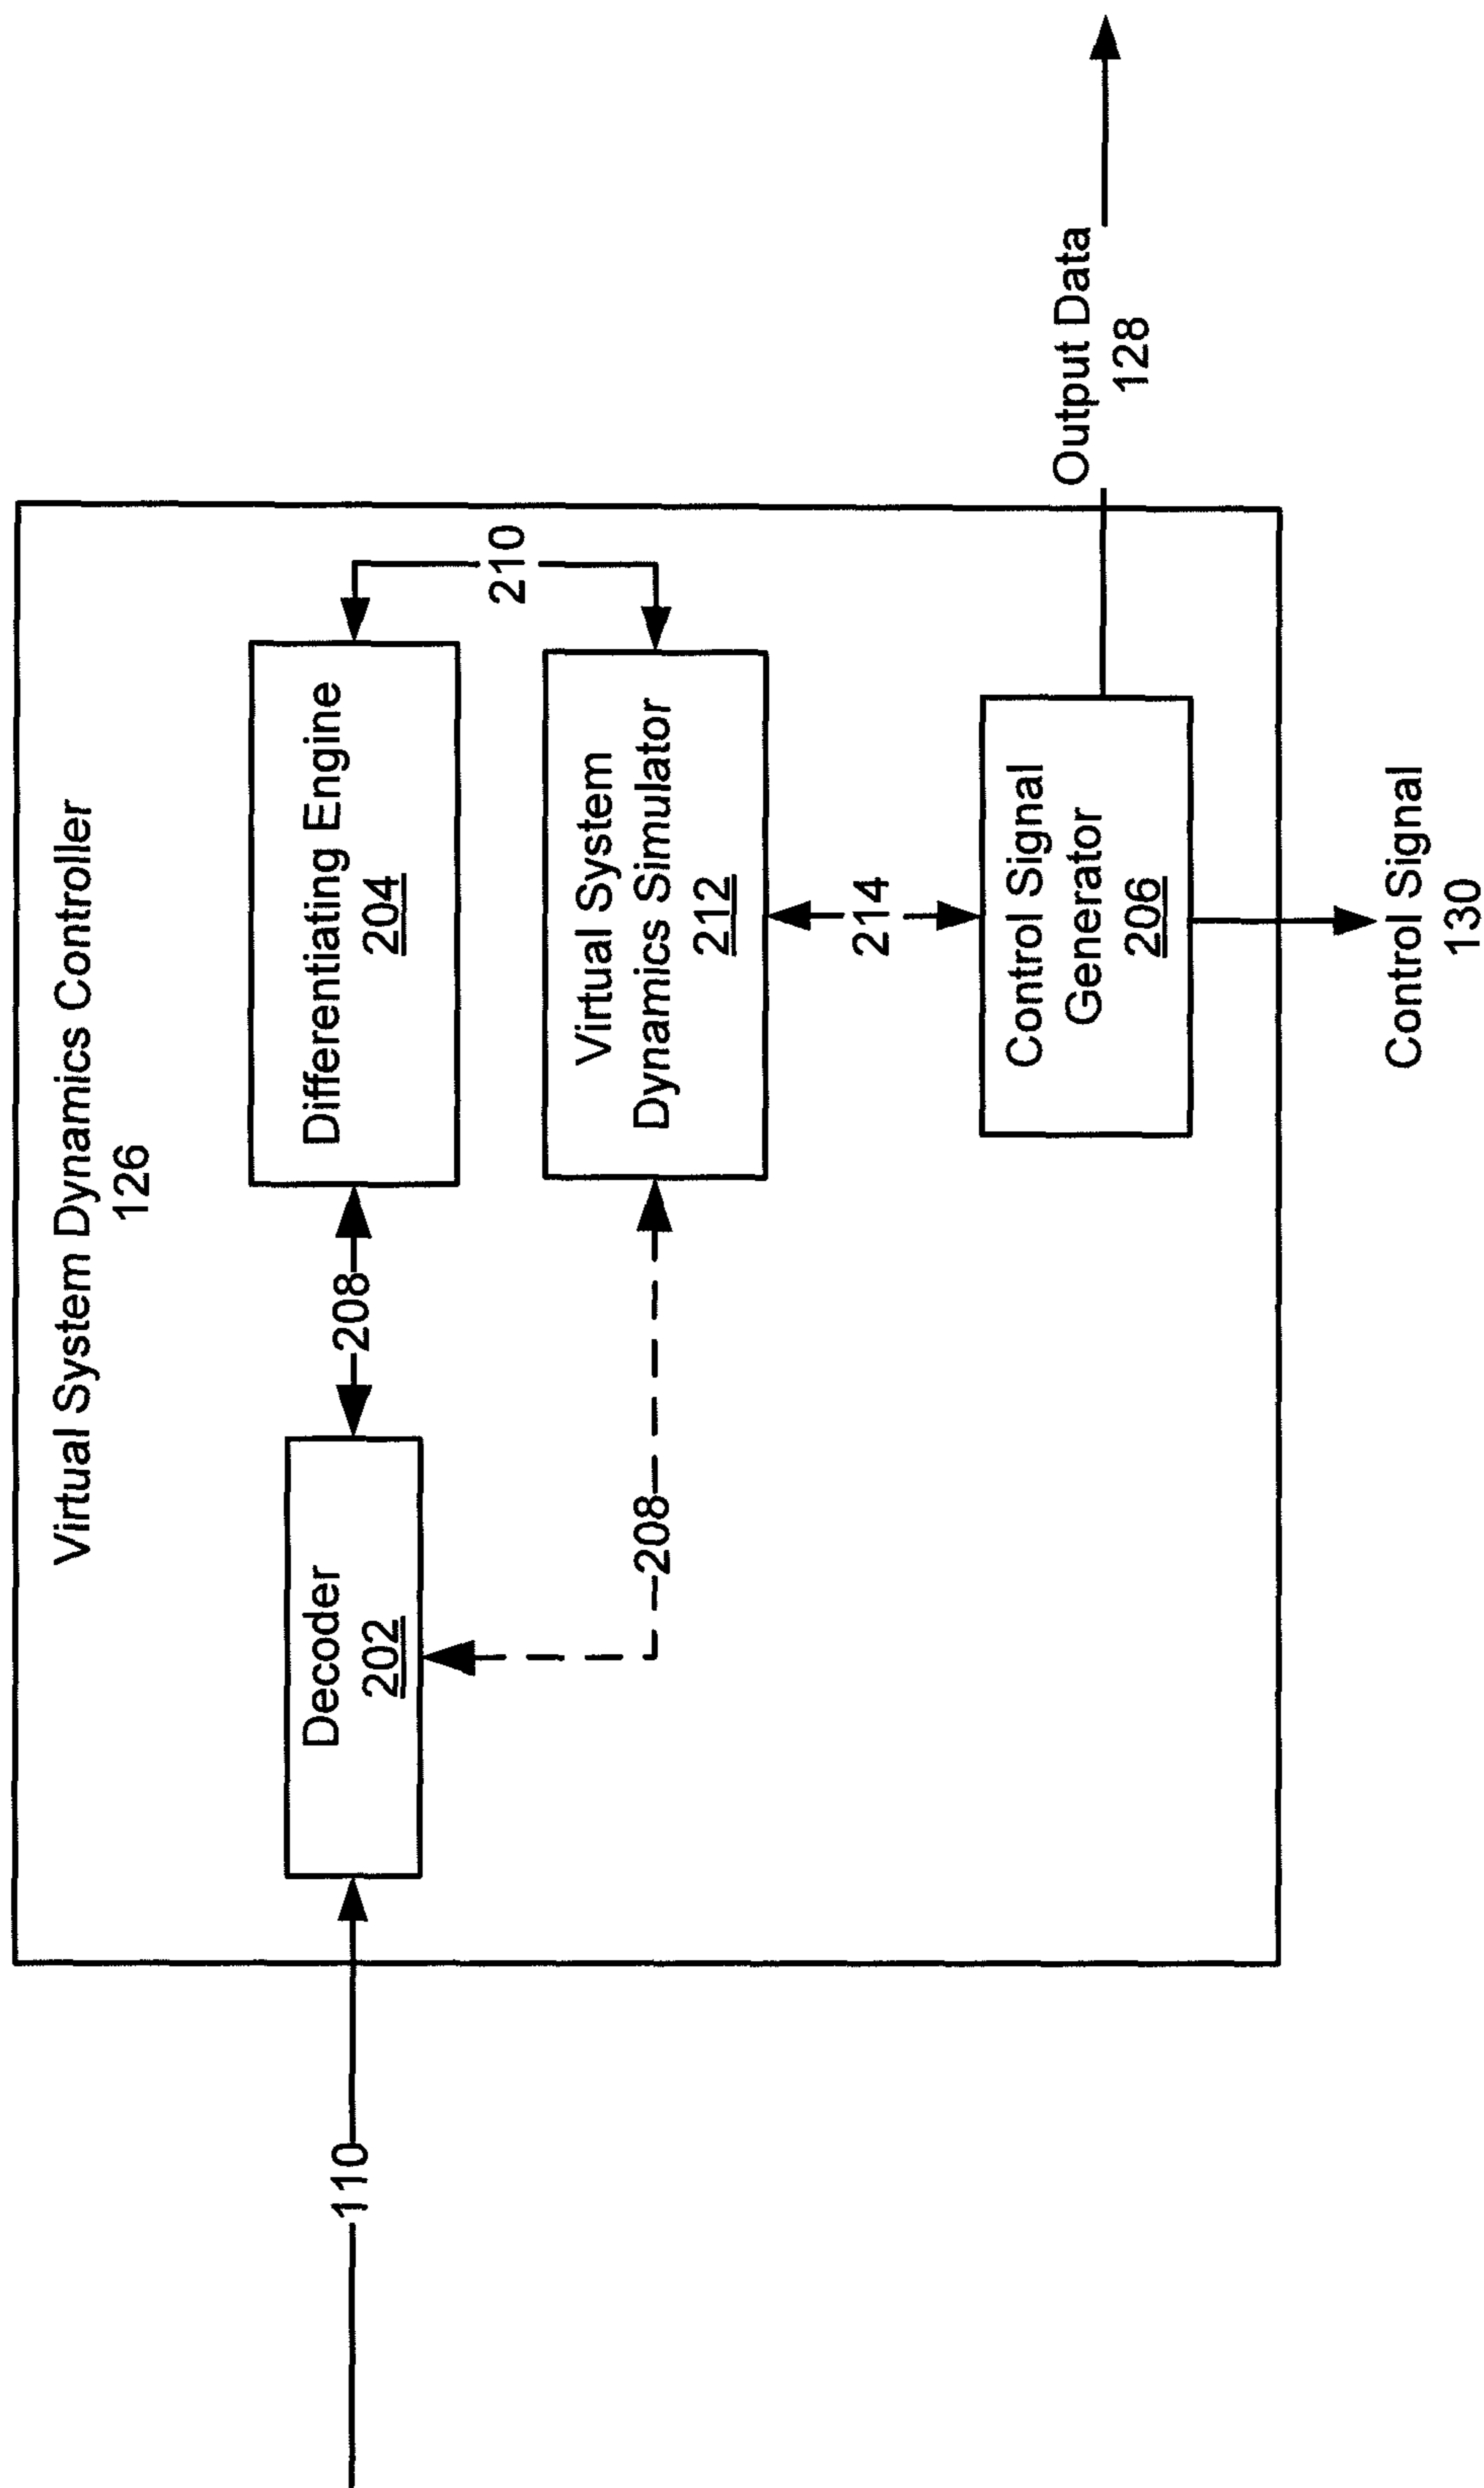 Virtual System Dynamics Controller
126
110
Decoder
202
208
Differentiating Engine
204
210
208
Virtual System
Dynamics Simulator
212
214
Control Signal
Generator
206
Output Data
128
Control Signal
130